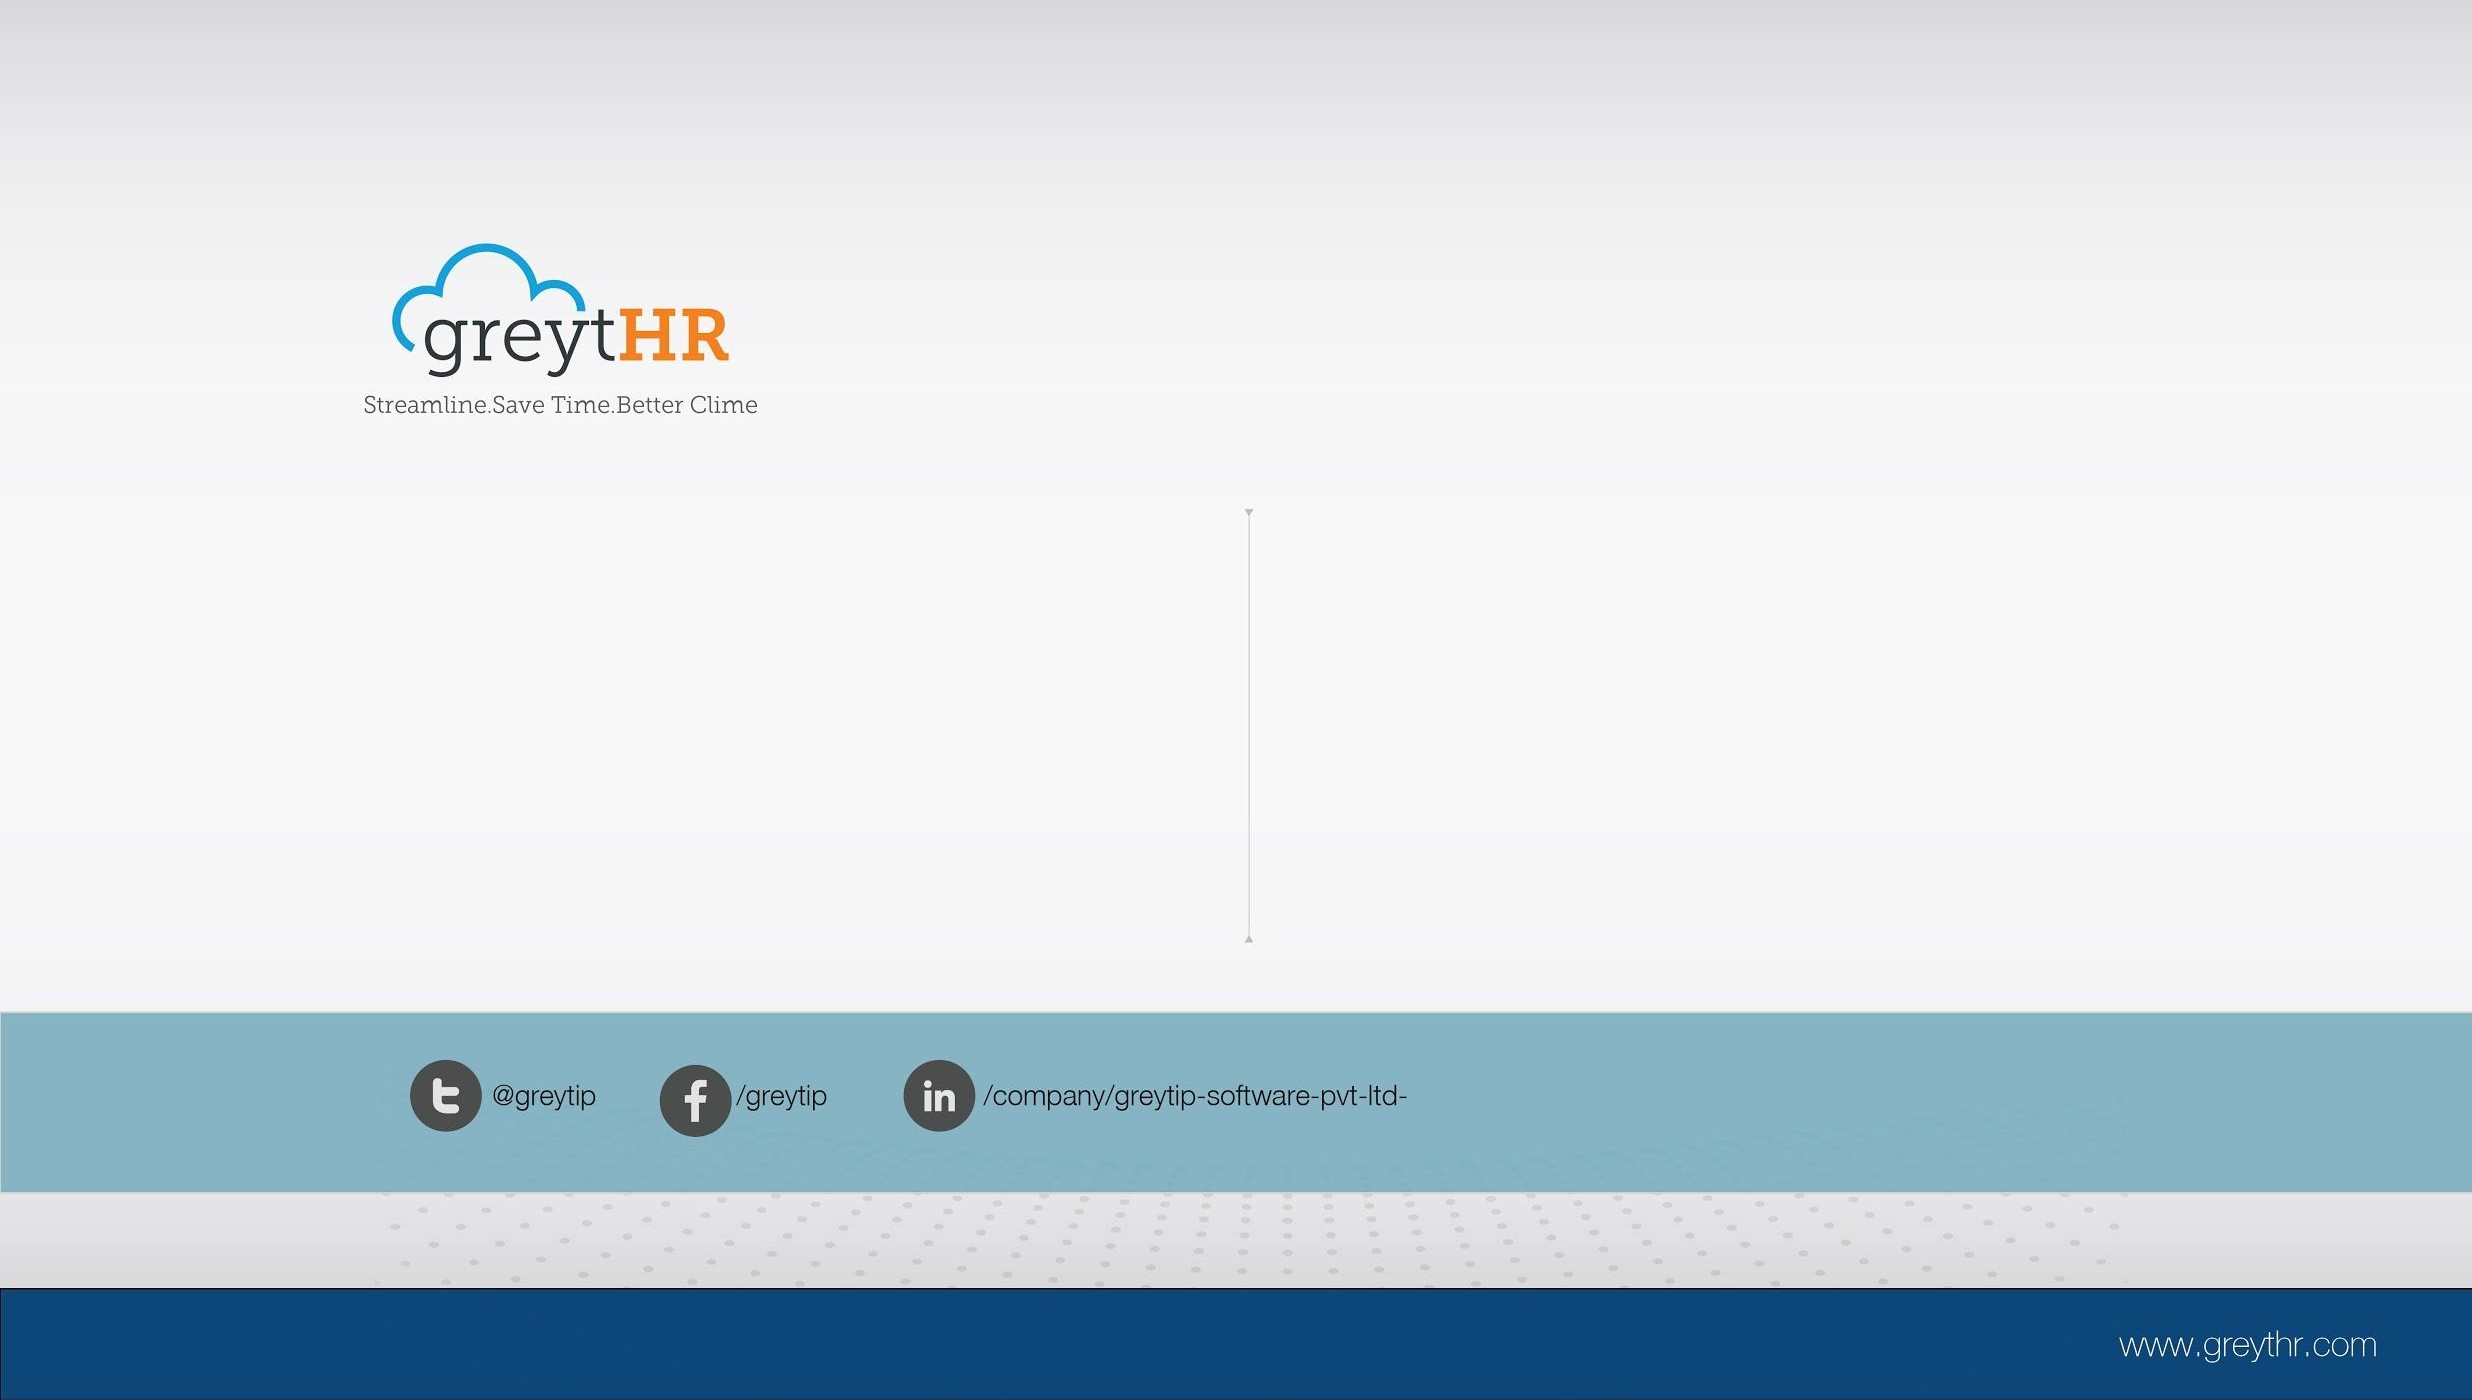 greytHR
Streamline.Save Time.Better Clime
@greytip
/greytip
/company/greytip-software-pvt-ltd-
www.greythr.com